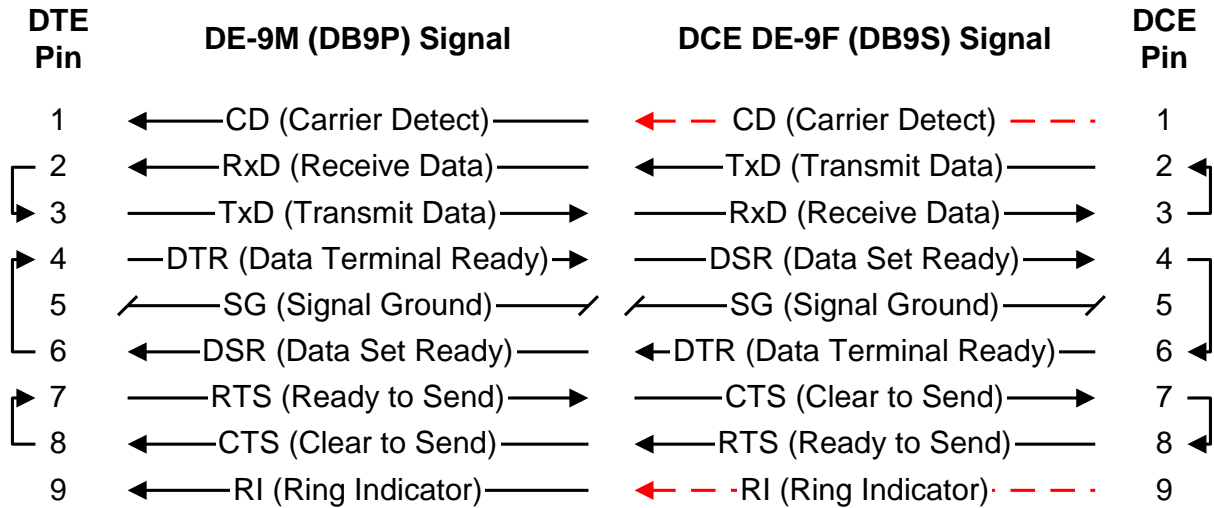 DTE Pin DE-9M (DB9P) Signal DCE DE-9F (DB9S) Signal DCE Pin
1 CD (Carrier Detect) CD (Carrier Detect) 1
2 RxD (Receive Data) TxD (Transmit Data) 2
3 TxD (Transmit Data) RxD (Receive Data) 3
4 DTR (Data Terminal Ready) DSR (Data Set Ready) 4
5 SG (Signal Ground) SG (Signal Ground) 5
6 DSR (Data Set Ready) DTR (Data Terminal Ready) 6
7 RTS (Ready to Send) CTS (Clear to Send) 7
8 CTS (Clear to Send) RTS (Ready to Send) 8
9 RI (Ring Indicator) RI (Ring Indicator) 9